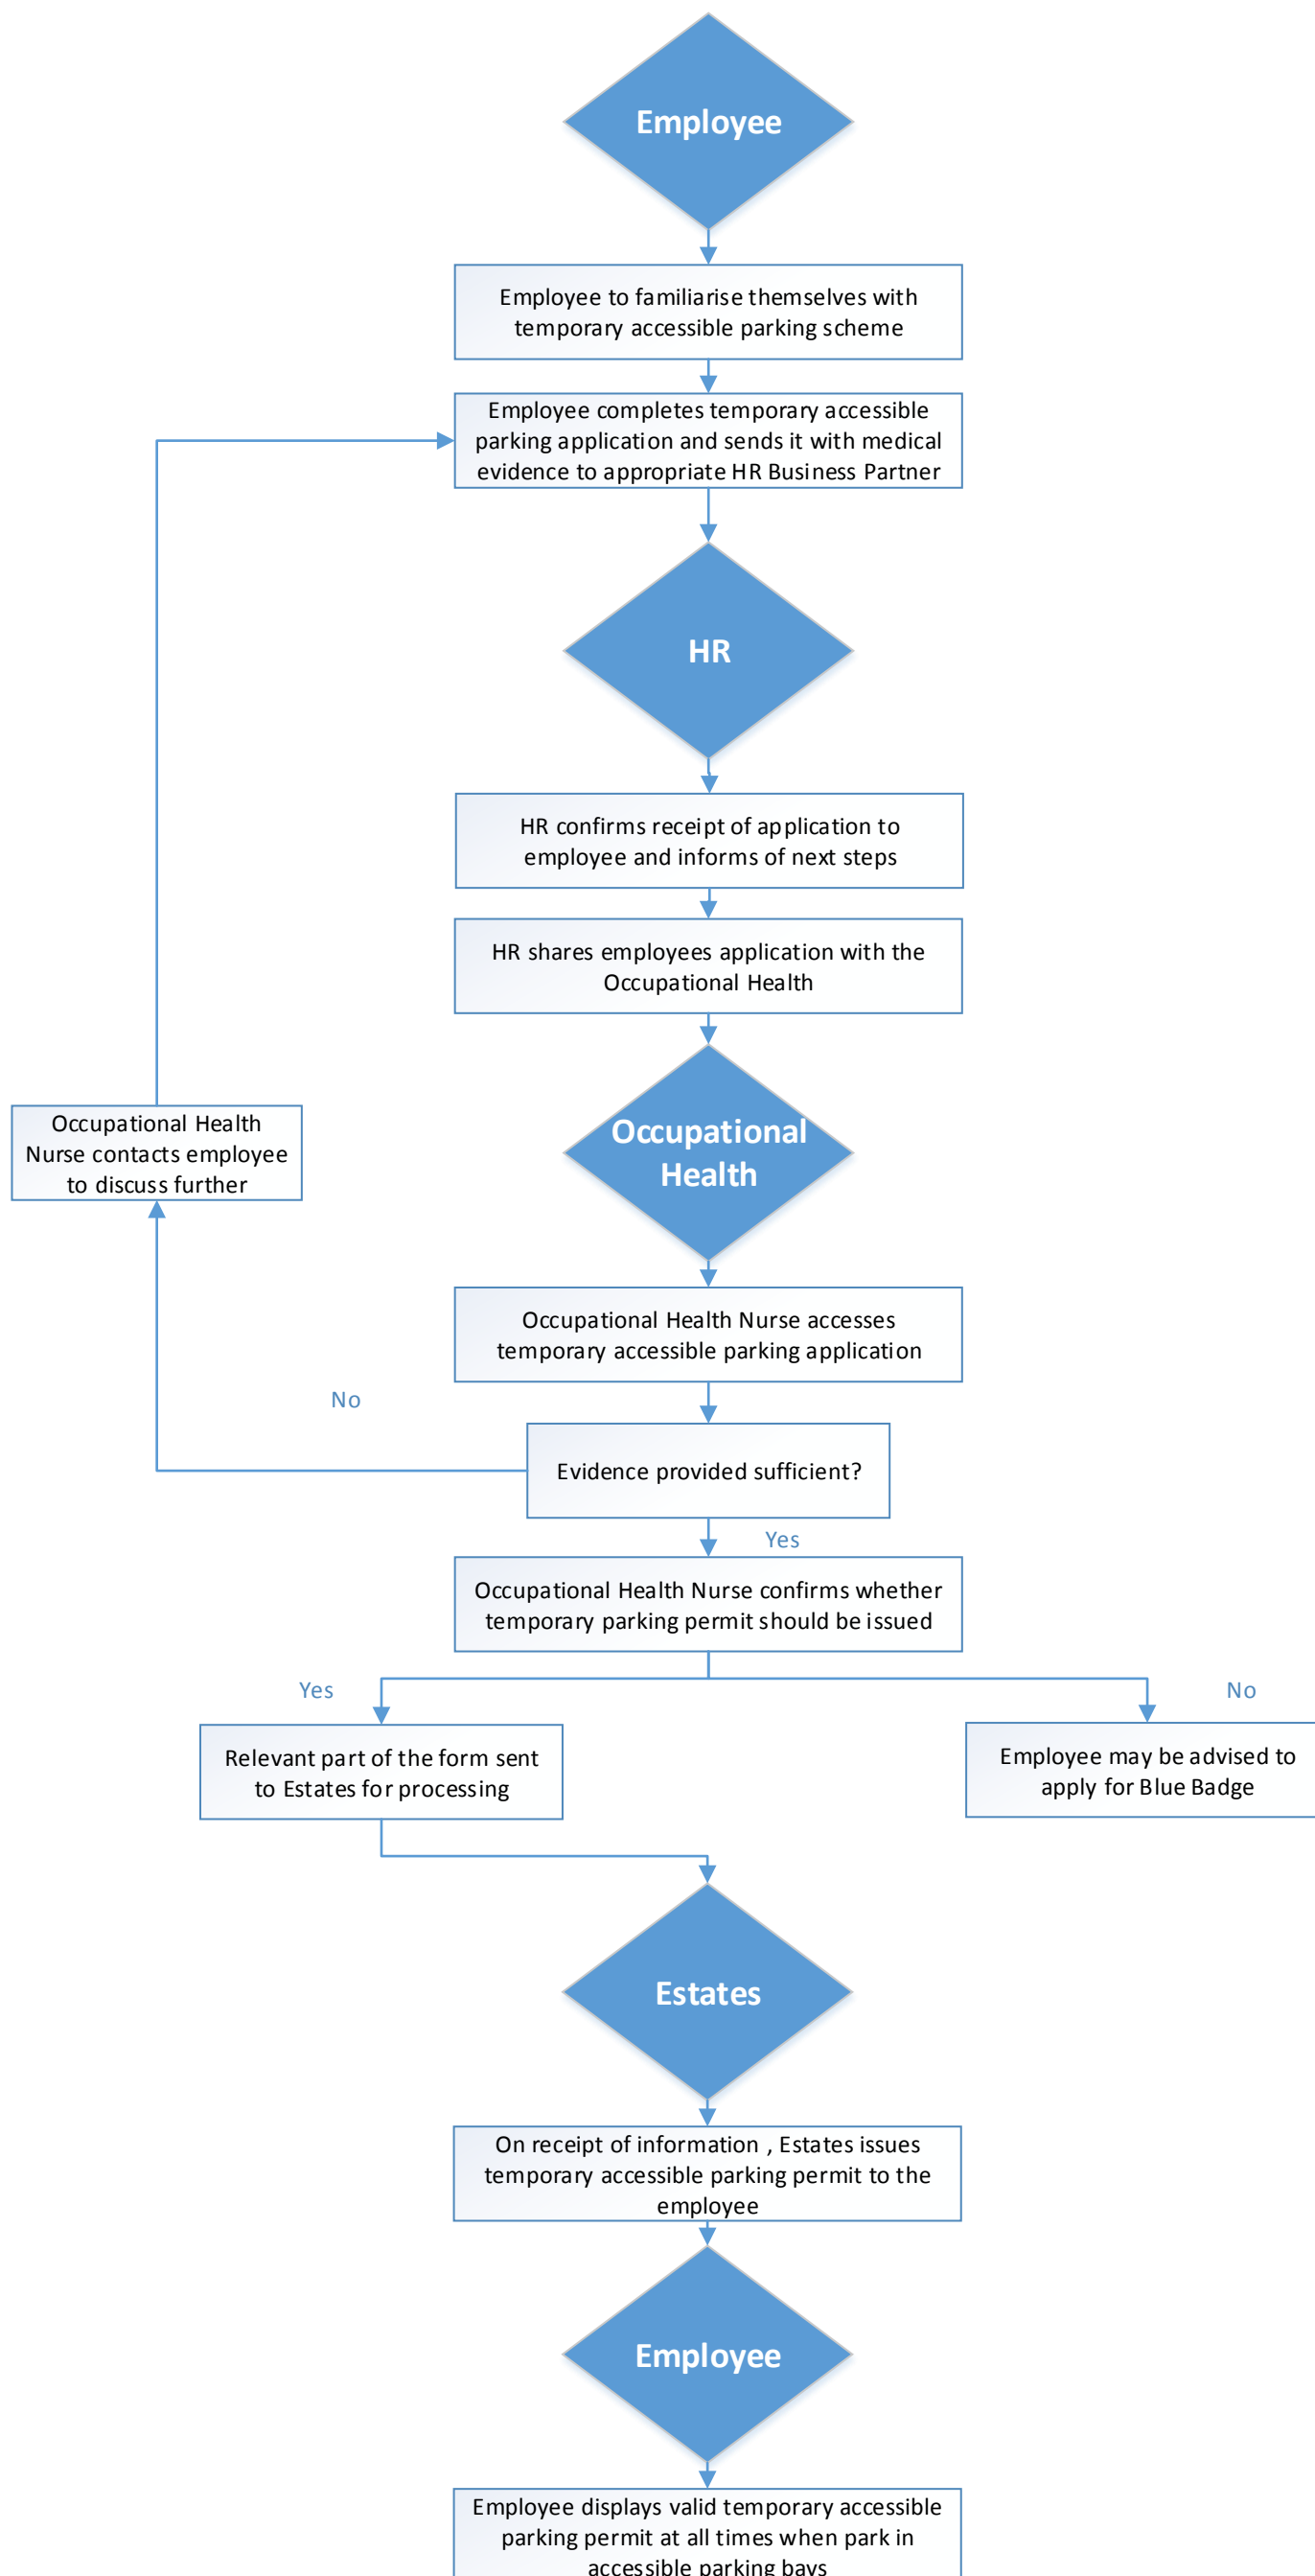 Employee
Employee to familiarise themselves with
temporary accessible parking scheme
Employee completes temporary accessible
parking application and sends it with medical
evidence to appropriate HR Business Partner
HR
HR confirms receipt of application to
employee and informs of next steps
HR shares employees application with the
Occupational Health
Occupational
Health
Occupational Health
Nurse contacts employee
to discuss further
Occupational Health Nurse accesses
temporary accessible parking application
No
Evidence provided sufficient?
Yes
Occupational Health Nurse confirms whether
temporary parking permit should be issued
Yes
No
Relevant part of the form sent
to Estates for processing
Employee may be advised to
apply for Blue Badge
Estates
On receipt of information , Estates issues
temporary accessible parking permit to the
employee
Employee
Employee displays valid temporary accessible
parking permit at all times when park in
accessible parking bays